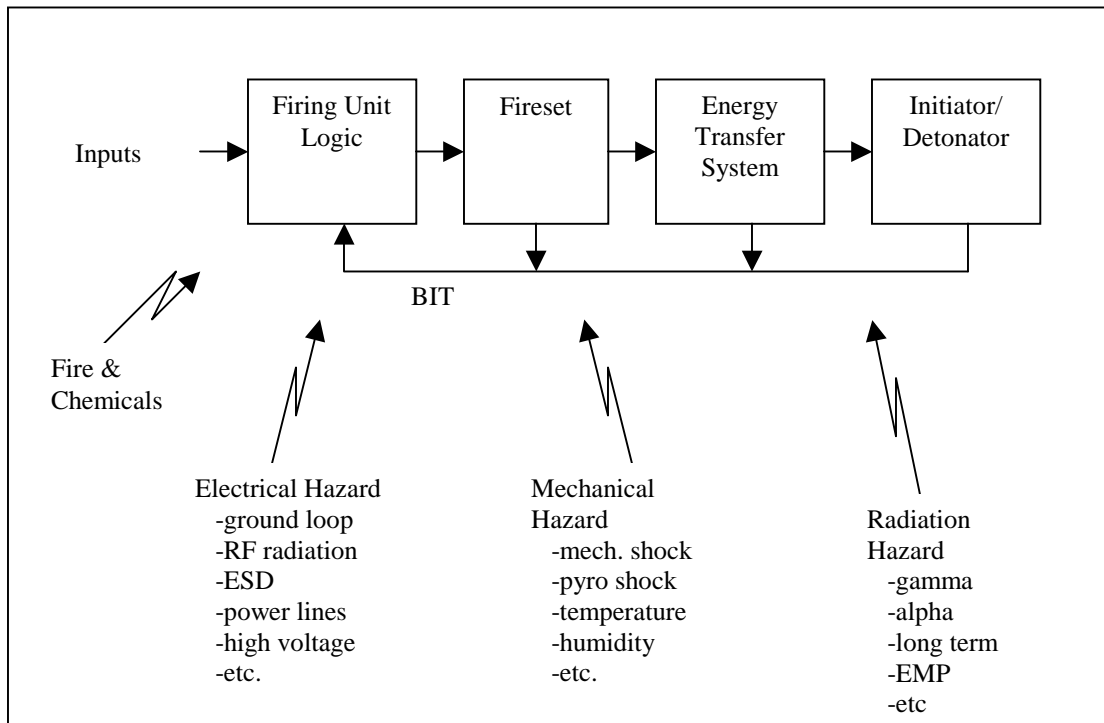 Firing Unit
Logic
Fireset
Energy
Transfer
System
Initiator/
Detonator
Inputs
BIT
Fire &
Chemicals
Electrical Hazard
-ground loop
-RF radiation
-ESD
-power lines
-high voltage
-etc.
Mechanical
Hazard
-mech. shock
-pyro shock
-temperature
-humidity
-etc.
Radiation
Hazard
-gamma
-alpha
-long term
-EMP
-etc